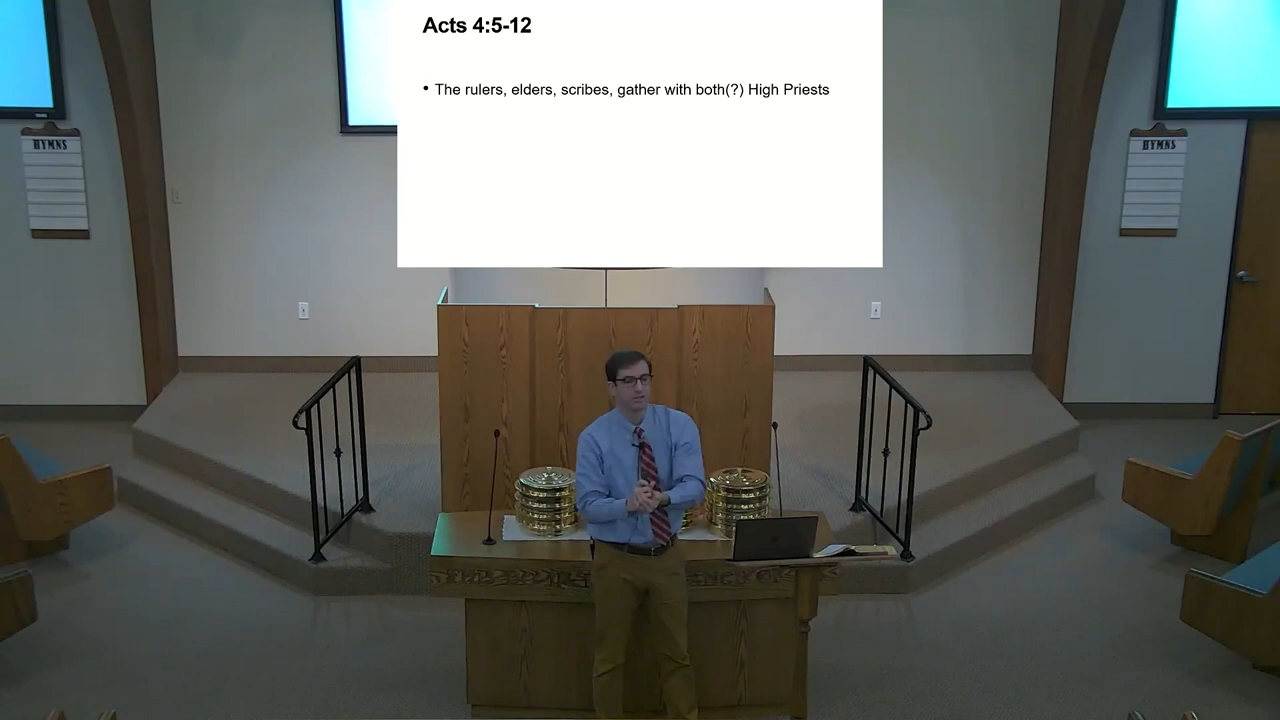 Acts 4:5-12
• The rulers, elders, scribes, gather with both(?) High Priests
HYMNS
HYMNS